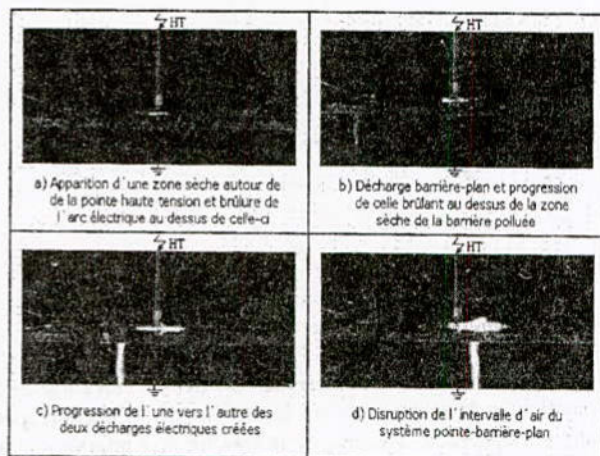 HT
HT
a) Apparition d'une zone sèche autour de
de la pointe haute tension et brûlure de
l'arc électrique au dessus de celle-ci
b) Décharge barrière-plan et progression
de celle brûlant au dessus de la zone
sèche de la barrière polluée
HT
HT
c) Progression de l'une vers l'autre des
deux décharges électriques créées
d) Disruption de l'intervalle d'air du
système pointe-barrière-plan